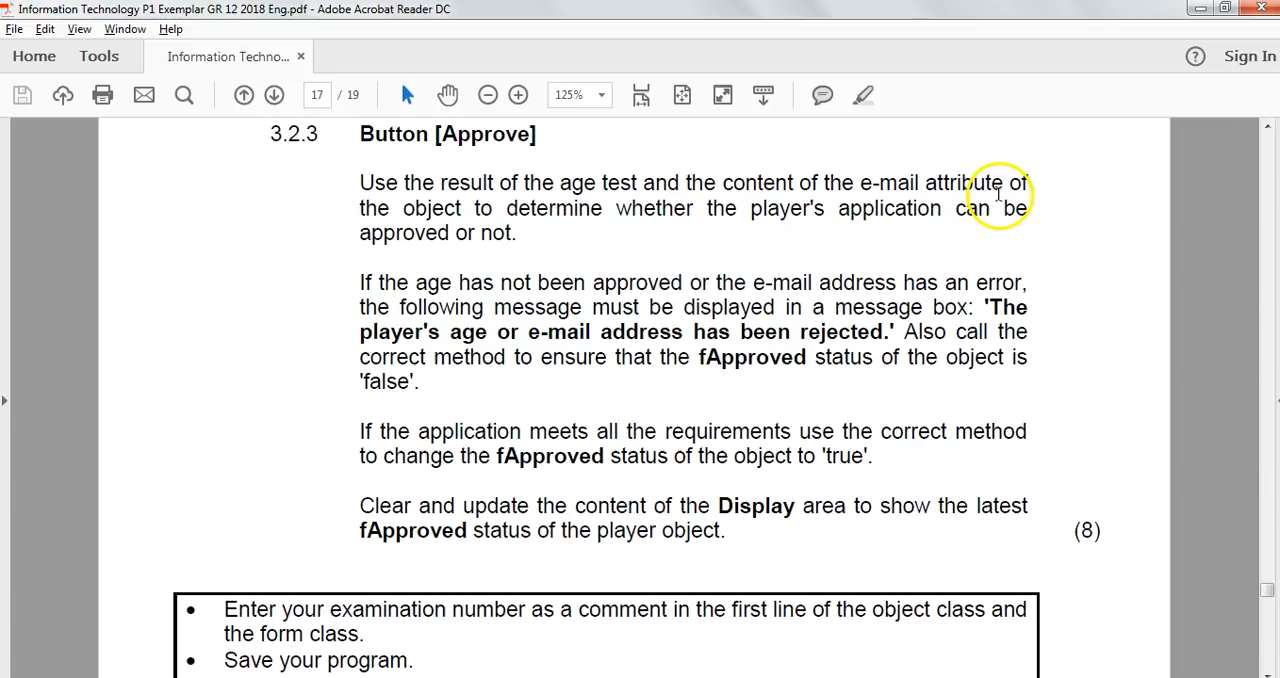 Information Technology P1 Exemplar GR 12 2018 Eng.pdf - Adobe Acrobat Reader DC
File Edit View Window Help
Home Tools Information Techno... × ? Sign In
17 / 19 125%
3.2.3 Button [Approve]
Use the result of the age test and the content of the e-mail attribute of
the object to determine whether the player's application can be
approved or not.
If the age has not been approved or the e-mail address has an error,
the following message must be displayed in a message box: 'The
player's age or e-mail address has been rejected.' Also call the
correct method to ensure that the fApproved status of the object is
'false'.
If the application meets all the requirements use the correct method
to change the fApproved status of the object to 'true'.
Clear and update the content of the Display area to show the latest
fApproved status of the player object. (8)
• Enter your examination number as a comment in the first line of the object class and
the form class.
• Save your program.